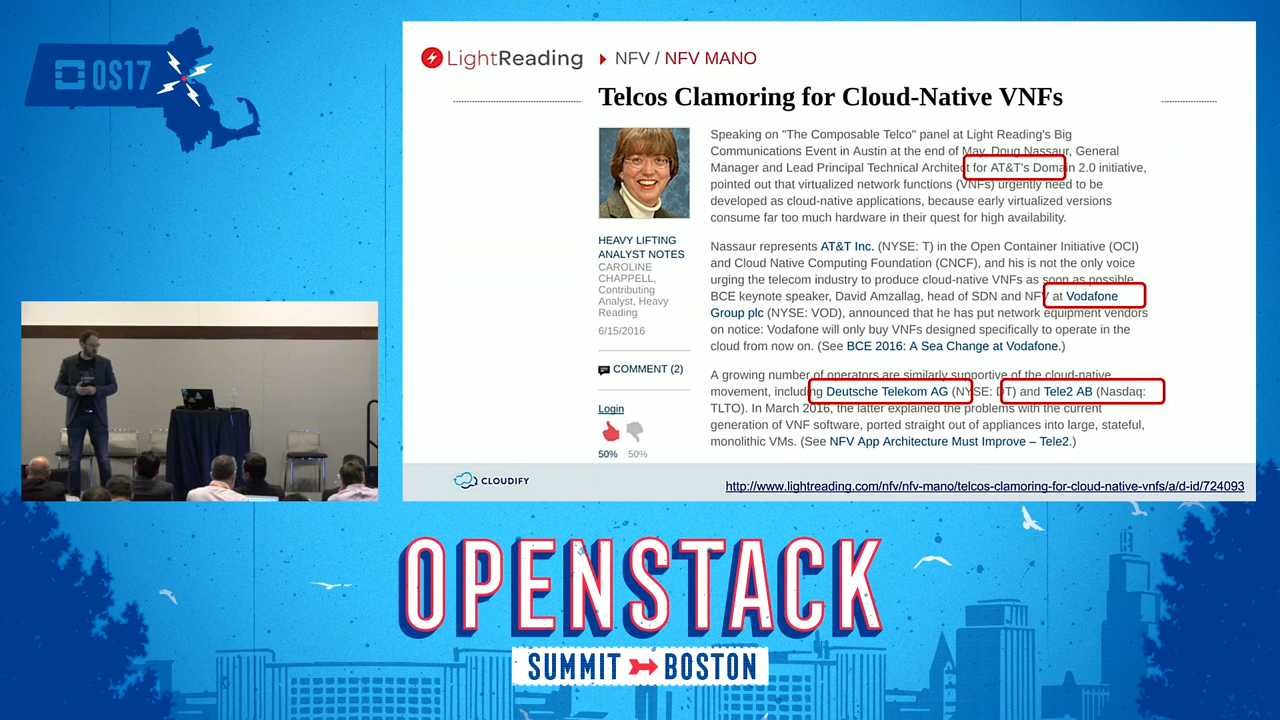 OS17
LightReading
NFV / NFV MANO
Telcos Clamoring for Cloud-Native VNFs
HEAVY LIFTING
ANALYST NOTES
CAROLINE
CHAPPELL,
Contributing
Analyst, Heavy
Reading
6/15/2016
COMMENT (2)
Login
50% 50%
Speaking on "The Composable Telco" panel at Light Reading's Big
Communications Event in Austin at the end of May, Doug Nassaur, General
Manager and Lead Principal Technical Architect for AT&T's Domain 2.0 initiative,
pointed out that virtualized network functions (VNFs) urgently need to be
developed as cloud-native applications, because early virtualized versions
consume far too much hardware in their quest for high availability.
Nassaur represents AT&T Inc. (NYSE: T) in the Open Container Initiative (OCI)
and Cloud Native Computing Foundation (CNCF), and his is not the only voice
urging the telecom industry to produce cloud-native VNFs as soon as possible.
BCE keynote speaker, David Amzallag, head of SDN and NFV at Vodafone
Group plc (NYSE: VOD), announced that he has put network equipment vendors
on notice: Vodafone will only buy VNFs designed specifically to operate in the
cloud from now on. (See BCE 2016: A Sea Change at Vodafone.)
A growing number of operators are similarly supportive of the cloud-native
movement, including Deutsche Telekom AG (NYSE: DT) and Tele2 AB (Nasdaq:
TLTO). In March 2016, the latter explained the problems with the current
generation of VNF software, ported straight out of appliances into large, stateful,
monolithic VMs. (See NFV App Architecture Must Improve – Tele2.)
CLOUDIFY
http://www.lightreading.com/nfv/nfv-mano/telcos-clamoring-for-cloud-native-vnfs/a/d-id/724093
OPENSTACK
SUMMIT BOSTON